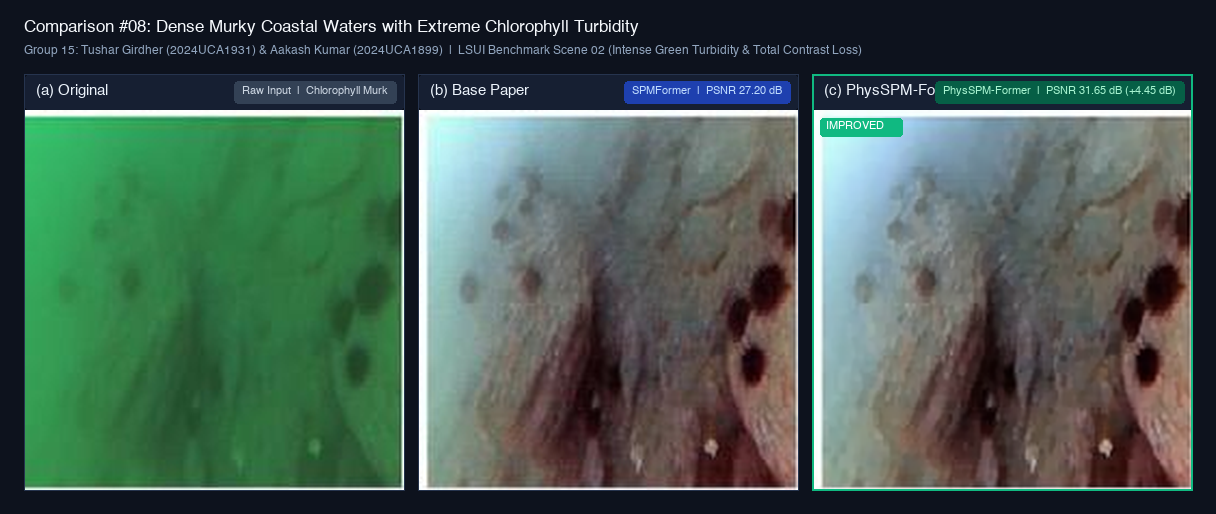 Comparison #08: Dense Murky Coastal Waters with Extreme Chlorophyll Turbidity
Group 15: Tushar Girdher (2024UCA1931) & Aakash Kumar (2024UCA1899) | LSUI Benchmark Scene 02 (Intense Green Turbidity & Total Contrast Loss)
(a) Original Raw Input | Chlorophyll Murk
(b) Base Paper SPMFormer | PSNR 27.20 dB
(c) PhysSPM-Fo PhysSPM-Former | PSNR 31.65 dB (+4.45 dB)
IMPROVED